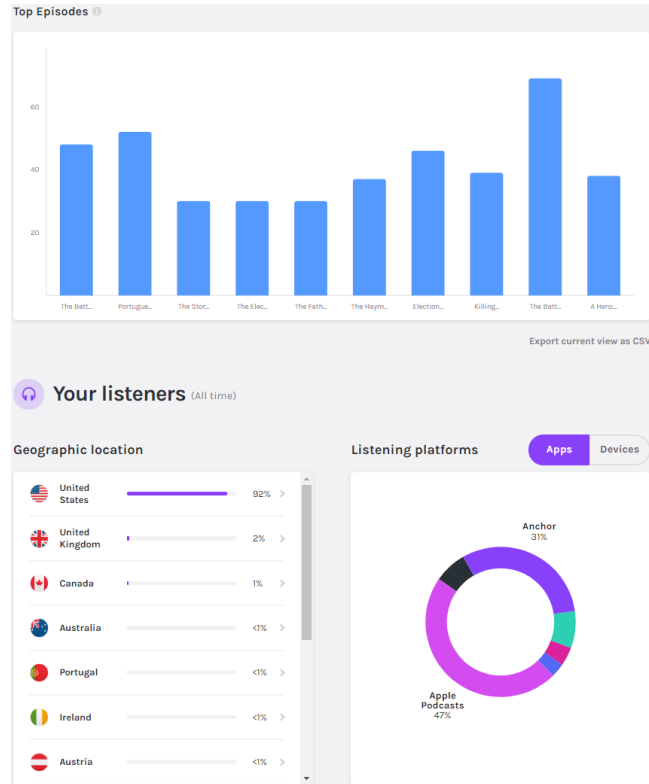 Top Episodes
60
40
20
The Batt...
Portugue...
The Stor...
The Elec...
The Fath...
The Haym...
Election...
Killing...
The Batt...
A Hero:...
Export current view as CSV
Your listeners (All time)
Geographic location
United
States
92%
United
Kingdom
2%
Canada
1%
Australia
<1%
Portugal
<1%
Ireland
<1%
Austria
<1%
Listening platforms
Apps
Devices
Anchor
31%
Apple
Podcasts
47%